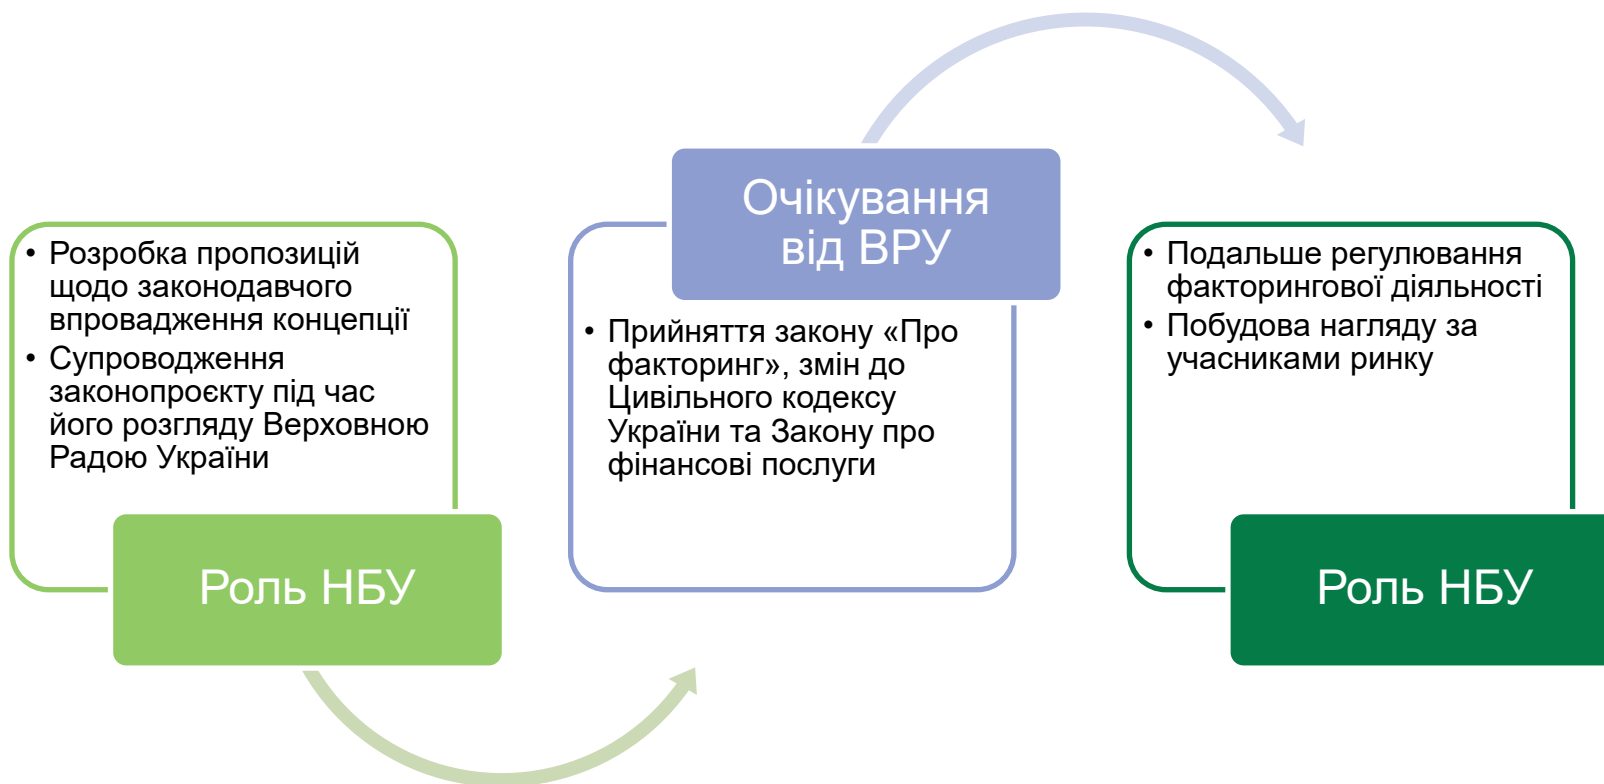 • Розробка пропозицій
щодо законодавчого
впровадження концепції
• Супроводження
законопроєкту під час
його розгляду Верховною
Радою України
Роль НБУ
Очікування
від ВРУ
• Прийняття закону «Про
факторинг», змін до
Цивільного кодексу
України та Закону про
фінансові послуги
• Подальше регулювання
факторингової діяльності
• Побудова нагляду за
учасниками ринку
Роль НБУ